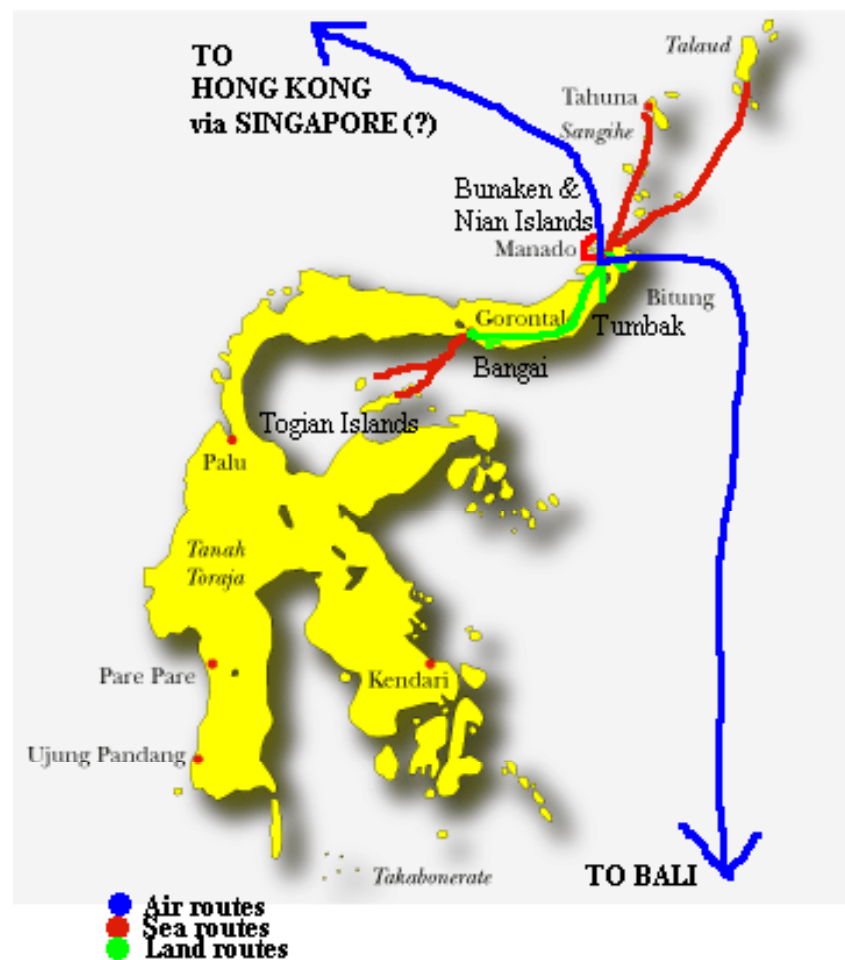 TO
HONG KONG
via SINGAPORE (?)
Talaud
Tahuna
Sangihe
Bunaken &
Nian Islands
Manado
Bitung
Gorontal
Tumbak
Bangai
Togian Islands
Palu
Tanah
Toraja
Pare Pare
Kendari
Ujung Pandang
Takabonerate
TO BALI
Air routes
Sea routes
Land routes